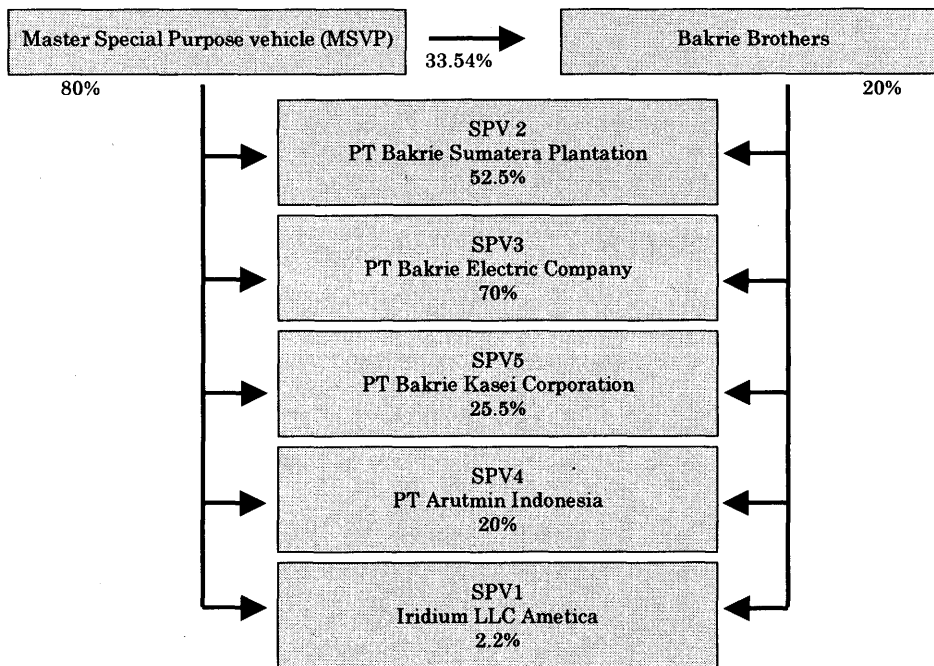 Master Special Purpose vehicle (MSVP)
Bakrie Brothers
33.54%
80%
20%
SPV 2
PT Bakrie Sumatera Plantation
52.5%
SPV3
PT Bakrie Electric Company
70%
SPV5
PT Bakrie Kasei Corporation
25.5%
SPV4
PT Arutmin Indonesia
20%
SPV1
Iridium LLC Ametica
2.2%